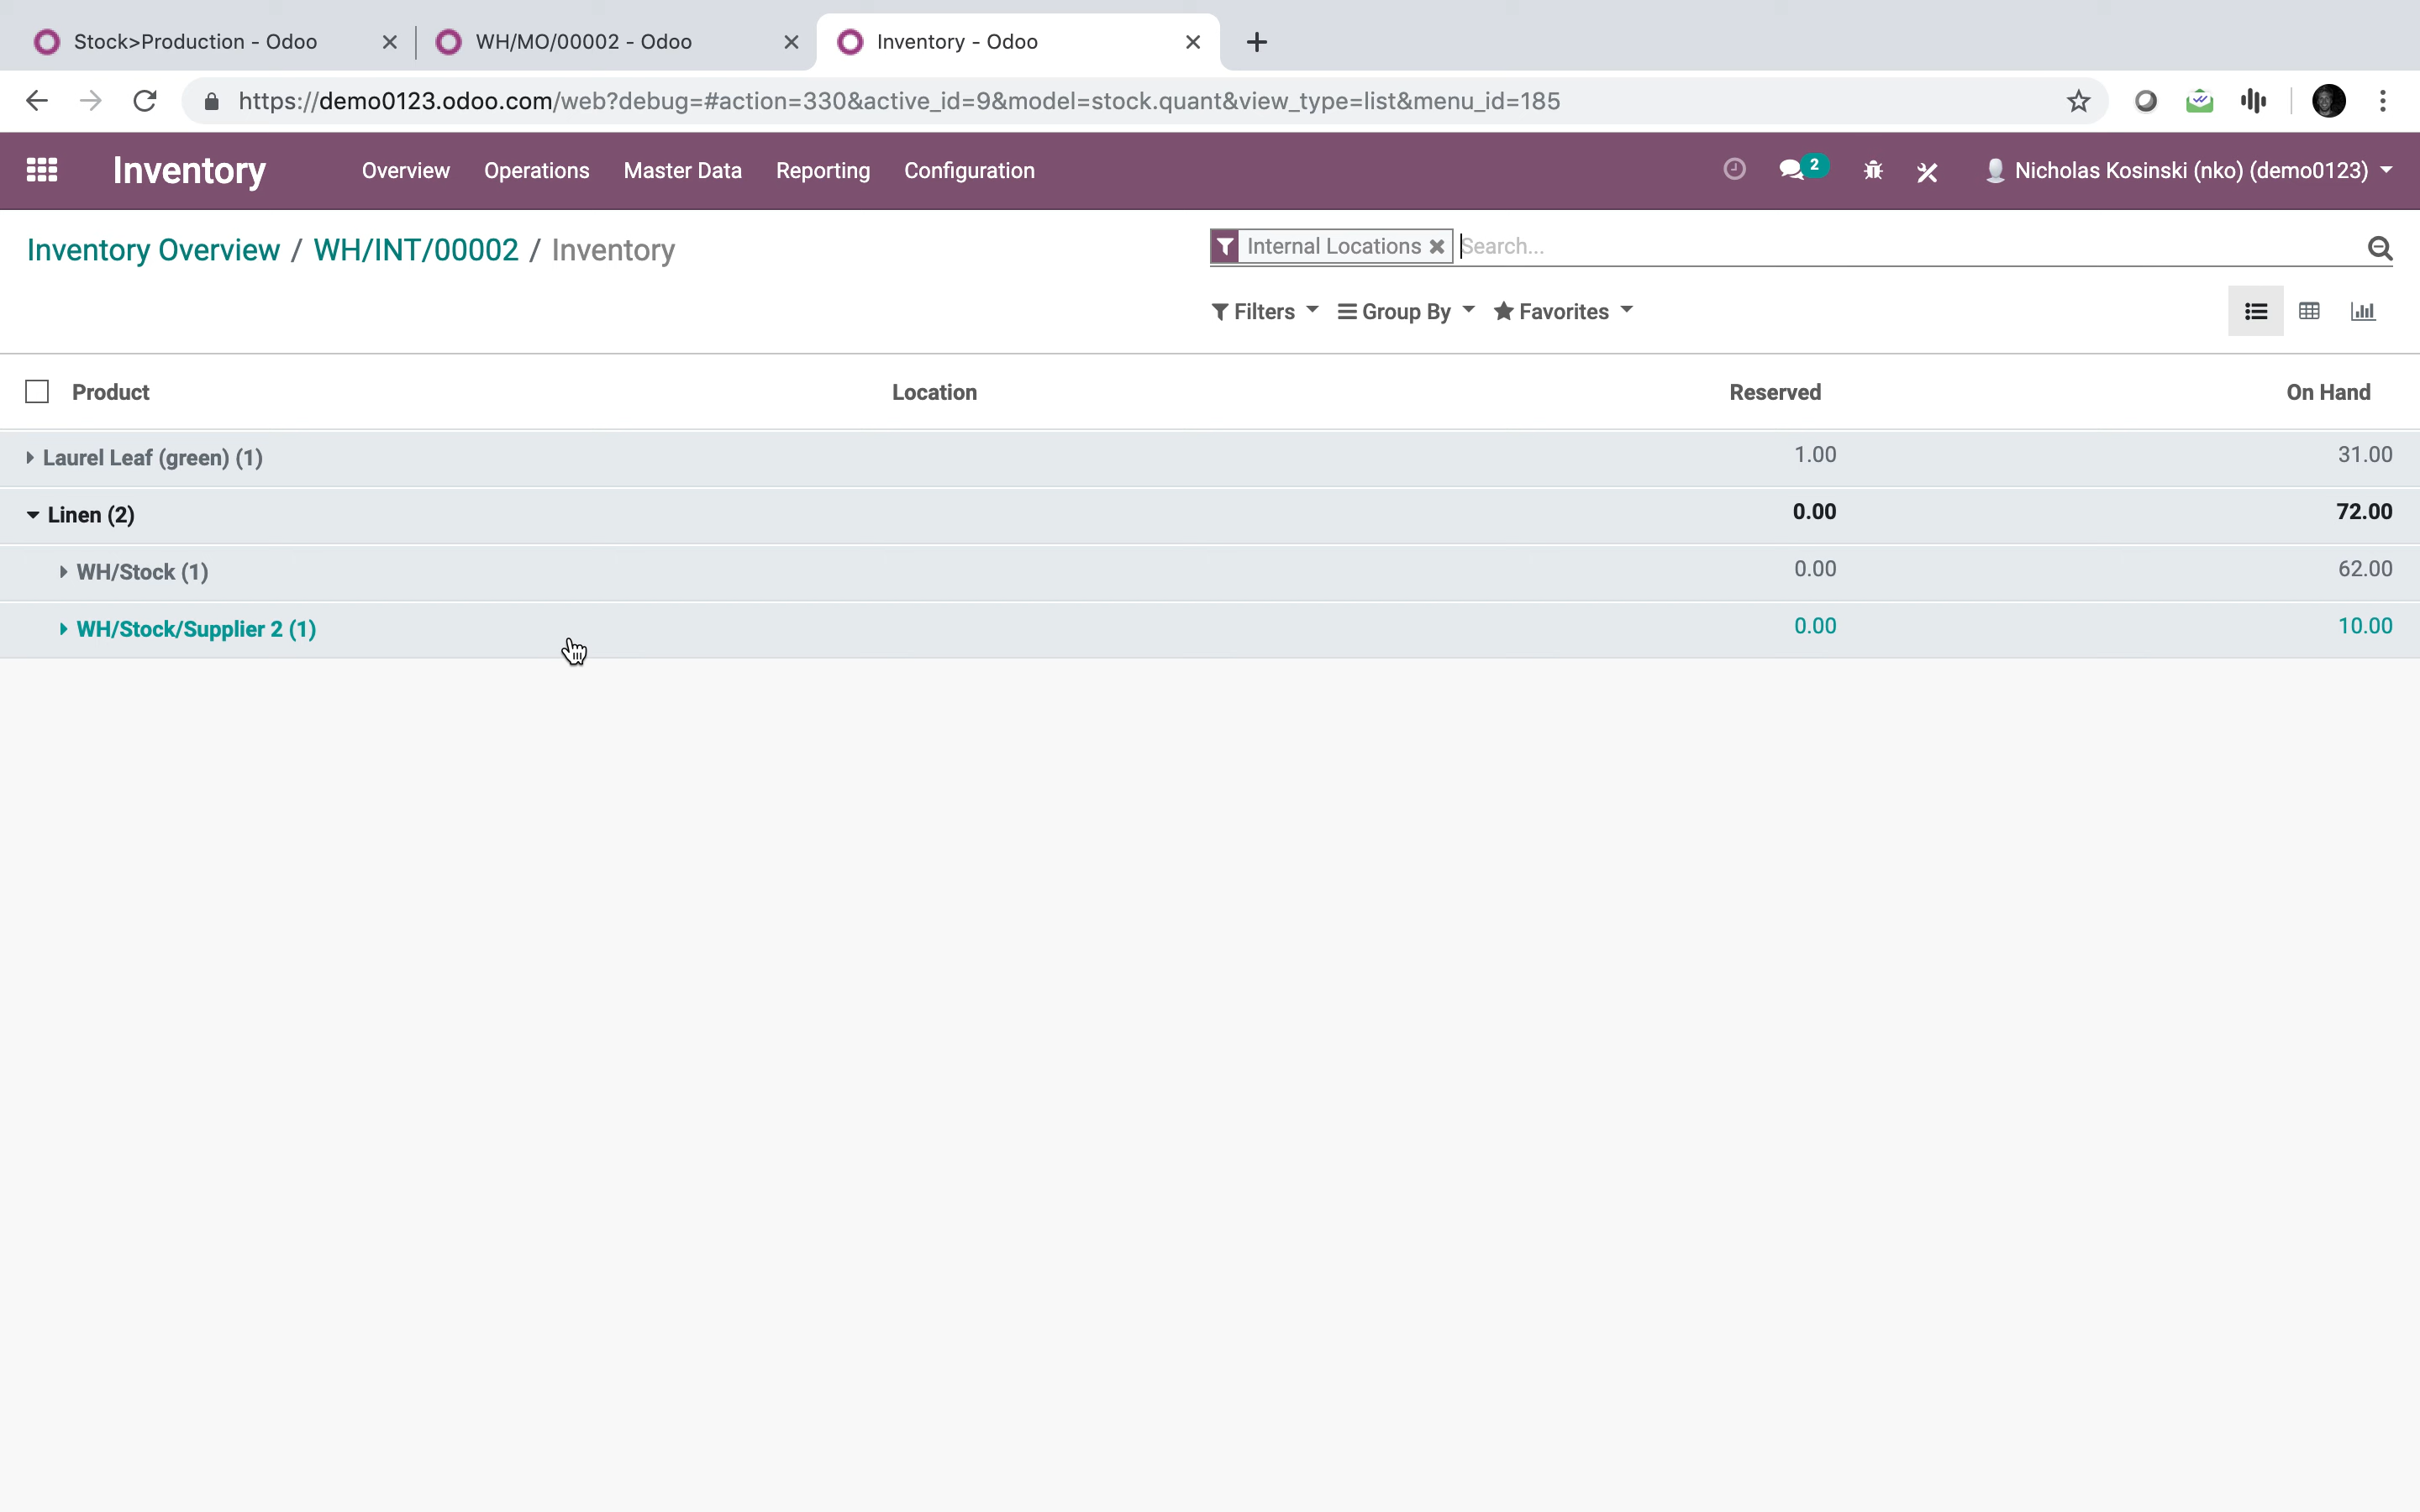 Stock>Production - Odoo
WH/MO/00002 - Odoo
Inventory - Odoo
https://demo0123.odoo.com/web?debug=#action=330&active_id=9&model=stock.quant&view_type=list&menu_id=185
Inventory Overview Operations Master Data Reporting Configuration 2 Nicholas Kosinski (nko) (demo0123)
Inventory Overview / WH/INT/00002 / Inventory
Internal Locations Search...
Filters Group By Favorites
Product Location Reserved On Hand
Laurel Leaf (green) (1) 1.00 31.00
Linen (2) 0.00 72.00
WH/Stock (1) 0.00 62.00
WH/Stock/Supplier 2 (1) 0.00 10.00